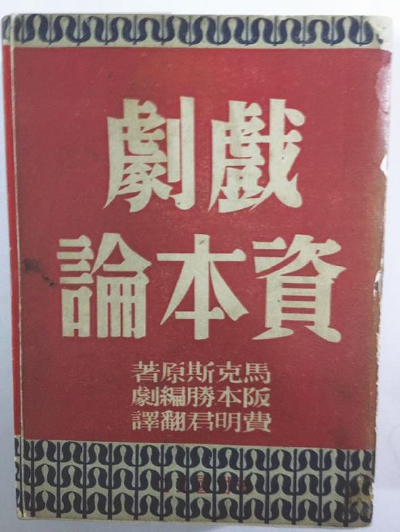 戲劇
資本論
馬克斯原著
阪本勝編劇
費明君翻譯